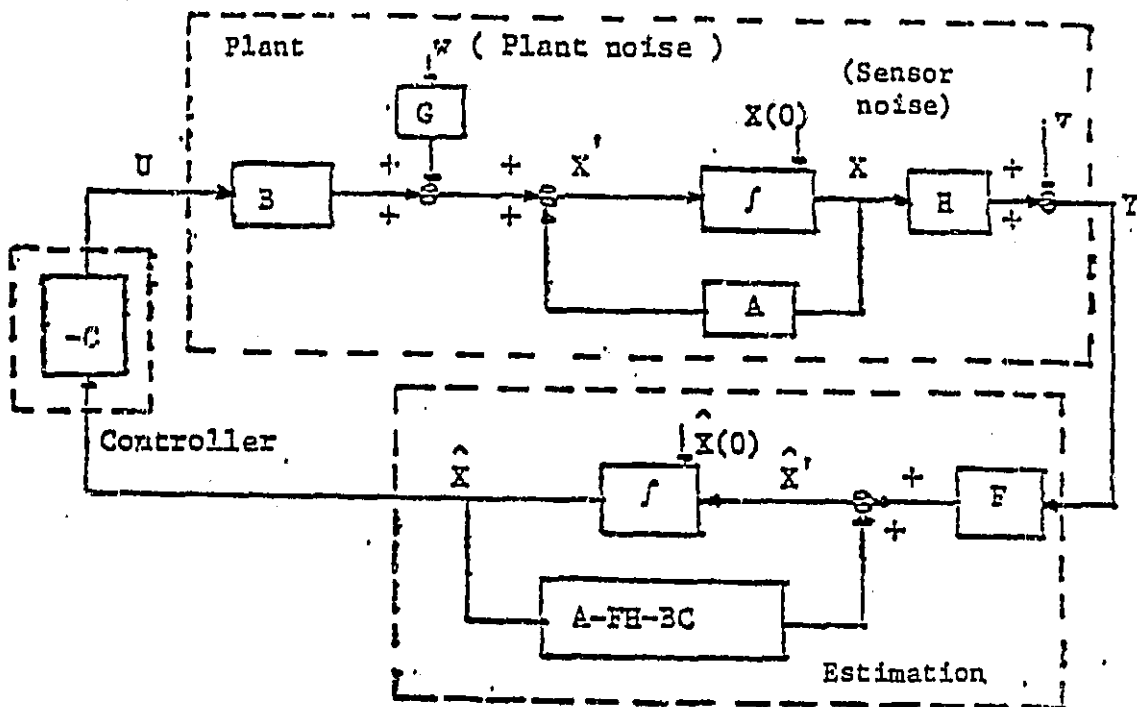 Plant
w ( Plant noise )
(Sensor
noise)
G
X(0)
v
U
+
+
X'
X
+
B
∫
H
Y
+
+
+
A
-C
Controller
X̂(0)
X̂
X̂'
+
∫
F
+
A-FH-BC
Estimation